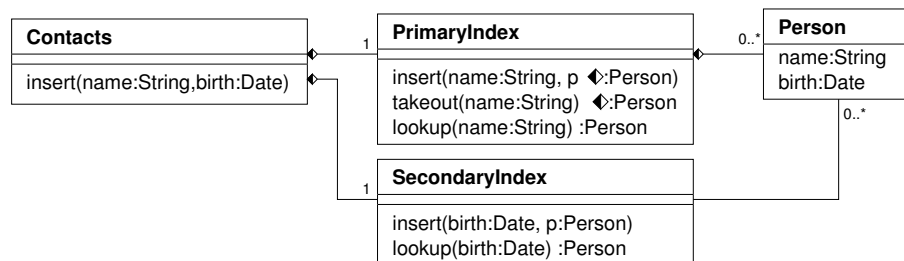 Contacts
insert(name:String,birth:Date)
1
PrimaryIndex
insert(name:String, p :Person)
takeout(name:String) :Person
lookup(name:String) :Person
0..*
Person
name:String
birth:Date
0..*
1
SecondaryIndex
insert(birth:Date, p:Person)
lookup(birth:Date) :Person